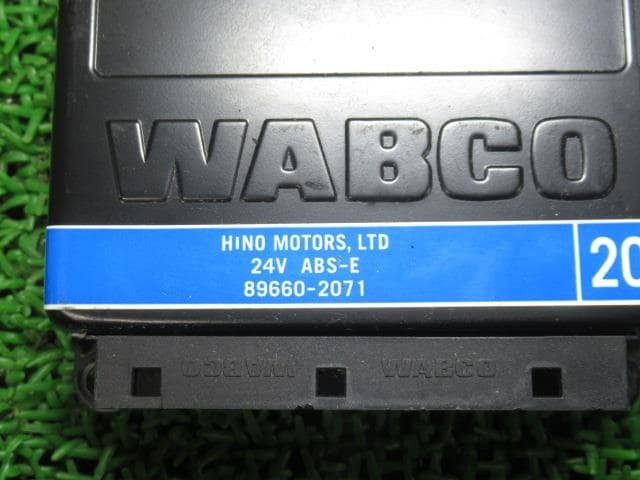 WABCO
HINO MOTORS, LTD
24V ABS-E
89660-2071
20
WABCO WABCO